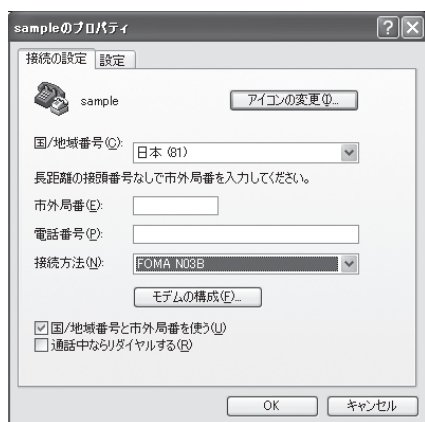 sampleのプロパティ
接続の設定 設定
sample
アイコンの変更(I)...
国/地域番号(C):
日本 (81)
長距離の接頭番号なしで市外局番を入力してください。
市外局番(E):
電話番号(P):
接続方法(N):
FOMA N03B
モデムの構成(F)...
国/地域番号と市外局番を使う(U)
通話中ならリダイヤルする(R)
OK キャンセル